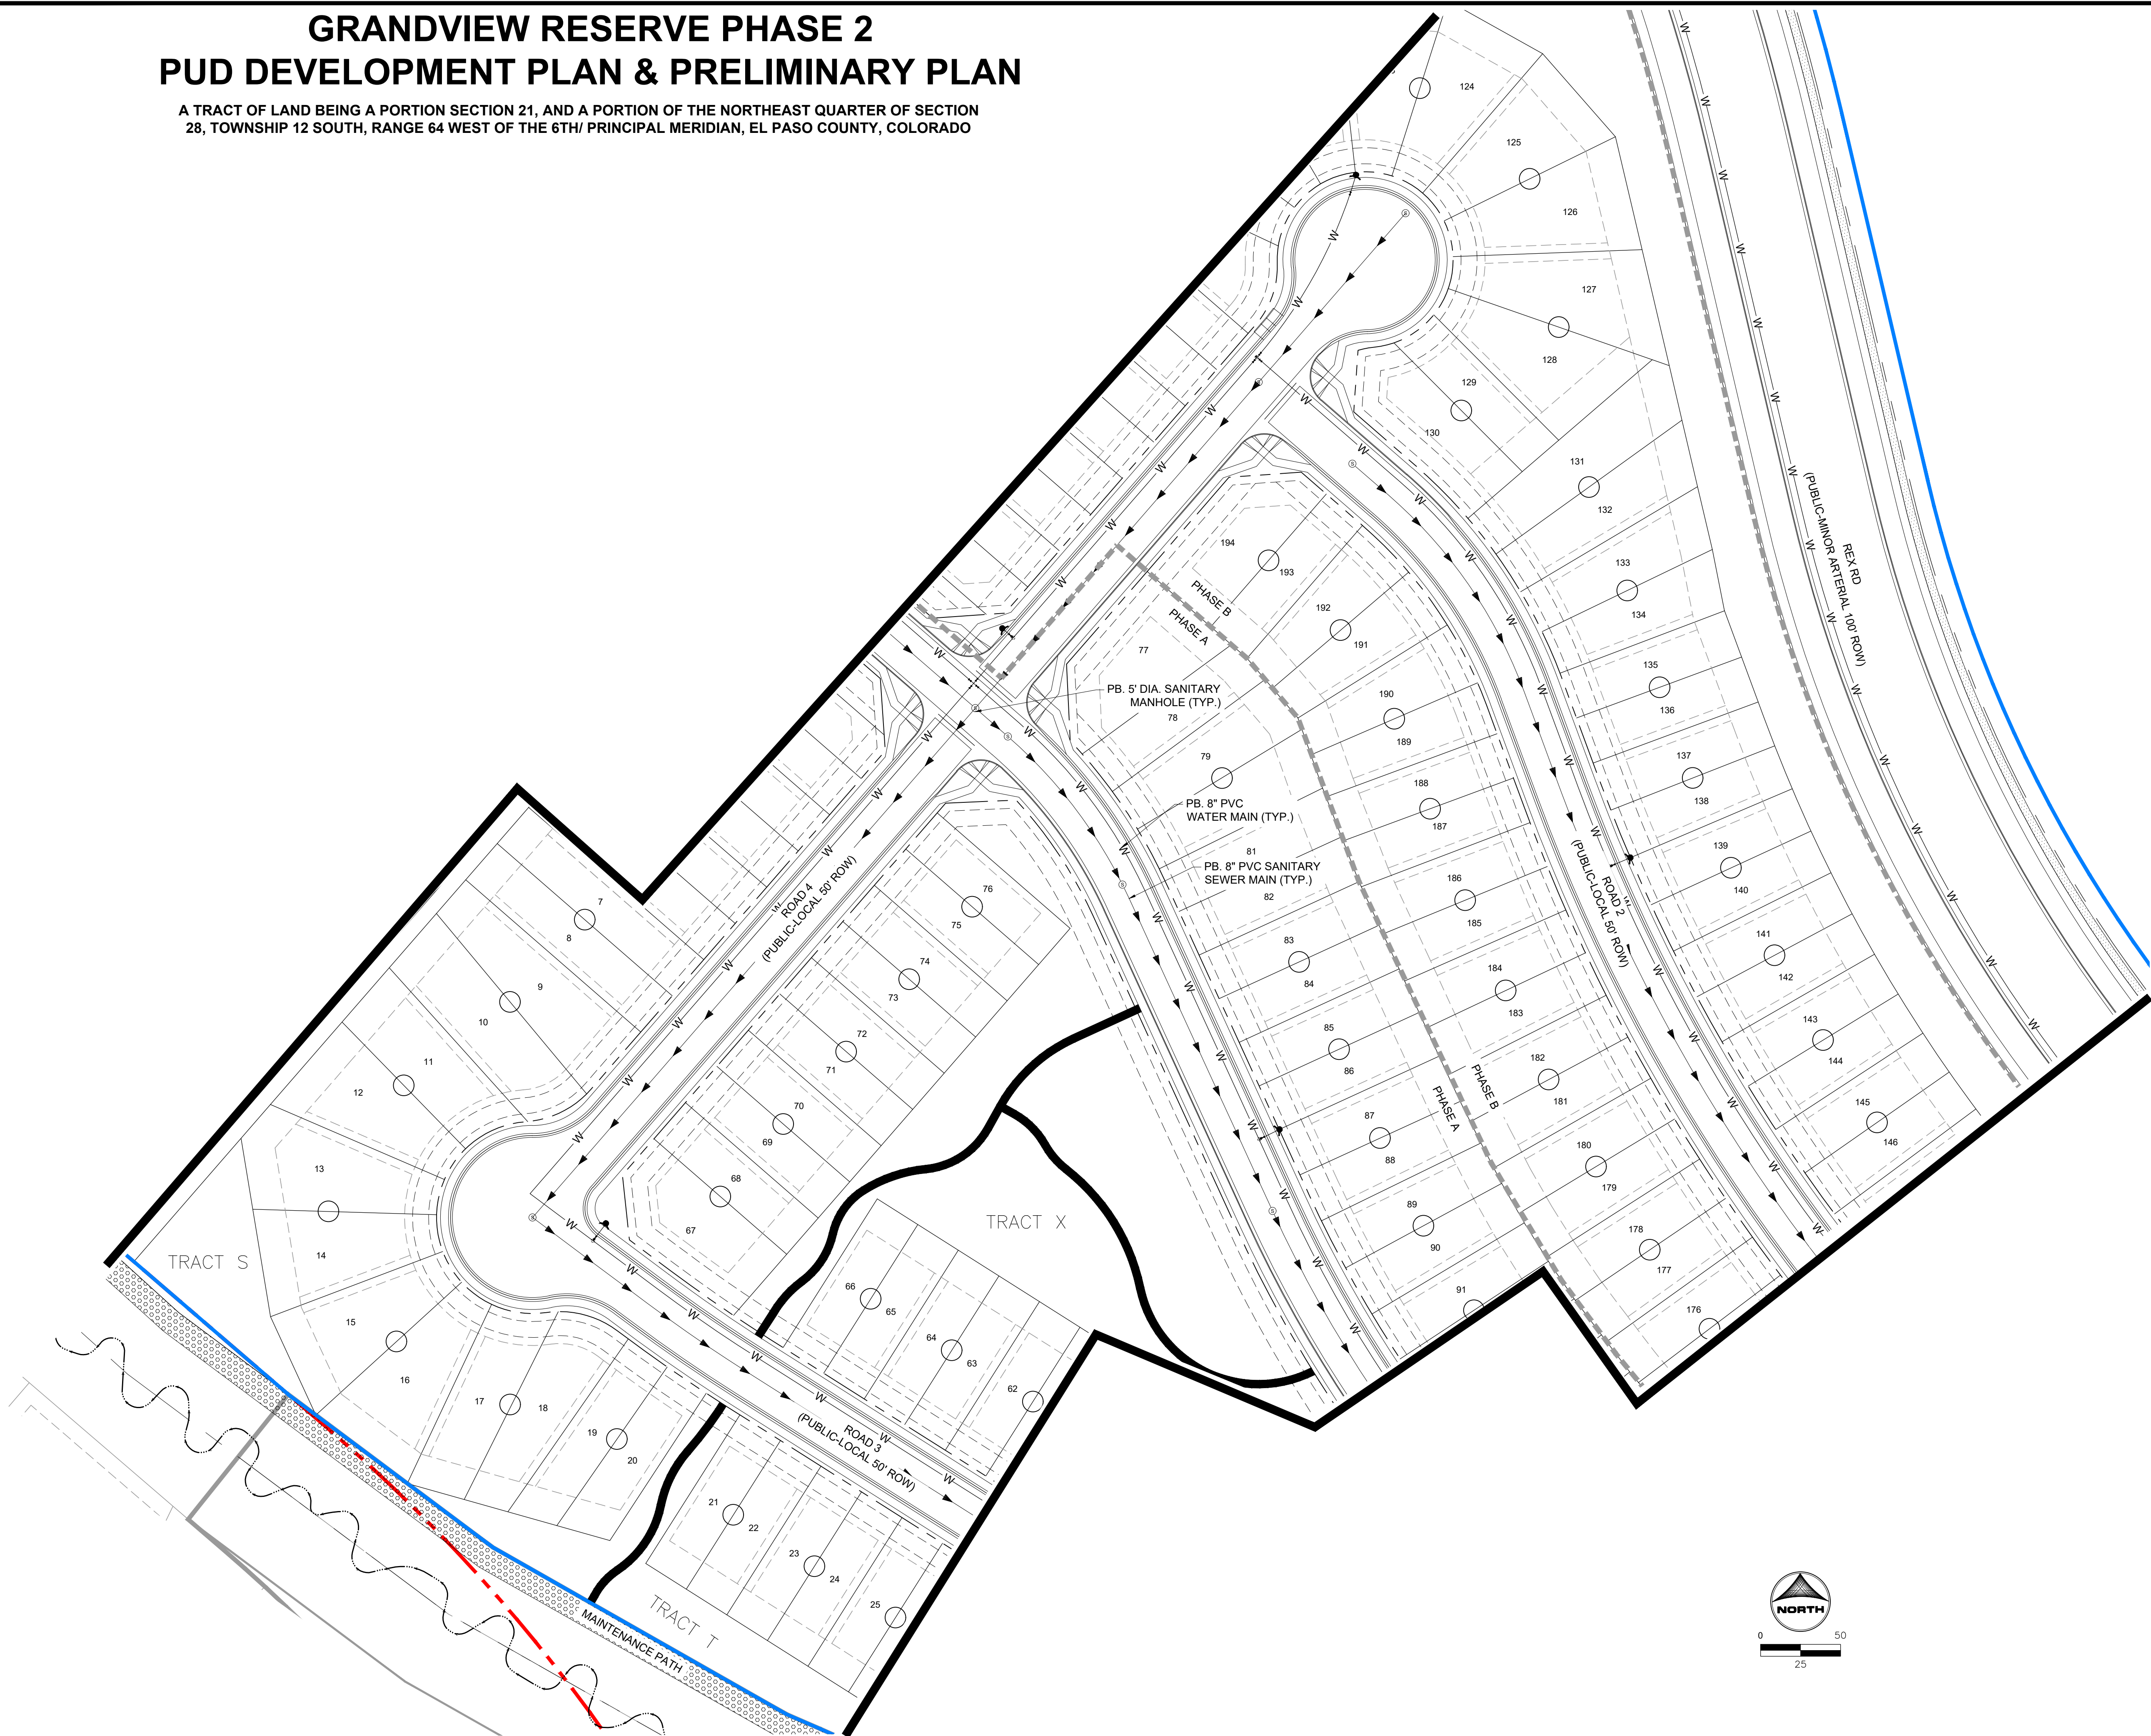 GRANDVIEW RESERVE PHASE 2
PUD DEVELOPMENT PLAN & PRELIMINARY PLAN
A TRACT OF LAND BEING A PORTION SECTION 21, AND A PORTION OF THE NORTHEAST QUARTER OF SECTION
28, TOWNSHIP 12 SOUTH, RANGE 64 WEST OF THE 6TH/ PRINCIPAL MERIDIAN, EL PASO COUNTY, COLORADO
124
125
126
127
128
129
130
131
132
133
134
135
136
137
138
139
140
141
142
143
144
145
146
REX RD
(PUBLIC-MINOR ARTERIAL 100' ROW)
194
193
192
191
190
189
188
187
186
185
184
183
182
181
180
179
178
177
176
PHASE B
PHASE A
77
PB. 5' DIA. SANITARY
MANHOLE (TYP.)
78
79
PB. 8" PVC
WATER MAIN (TYP.)
81
PB. 8" PVC SANITARY
SEWER MAIN (TYP.)
82
83
84
85
86
87
88
89
90
91
PHASE B
PHASE A
ROAD 2
(PUBLIC-LOCAL 50' ROW)
ROAD 4
(PUBLIC-LOCAL 50' ROW)
76
75
74
73
72
71
70
69
68
67
7
8
9
10
11
12
13
14
15
16
17
18
19
20
21
22
23
24
25
TRACT S
TRACT X
66
65
64
63
62
ROAD 3
(PUBLIC-LOCAL 50' ROW)
TRACT T
MAINTENANCE PATH
NORTH
0 50
25
W
W
W
W
W
W
W
W
W
W
W
W
S
S
S